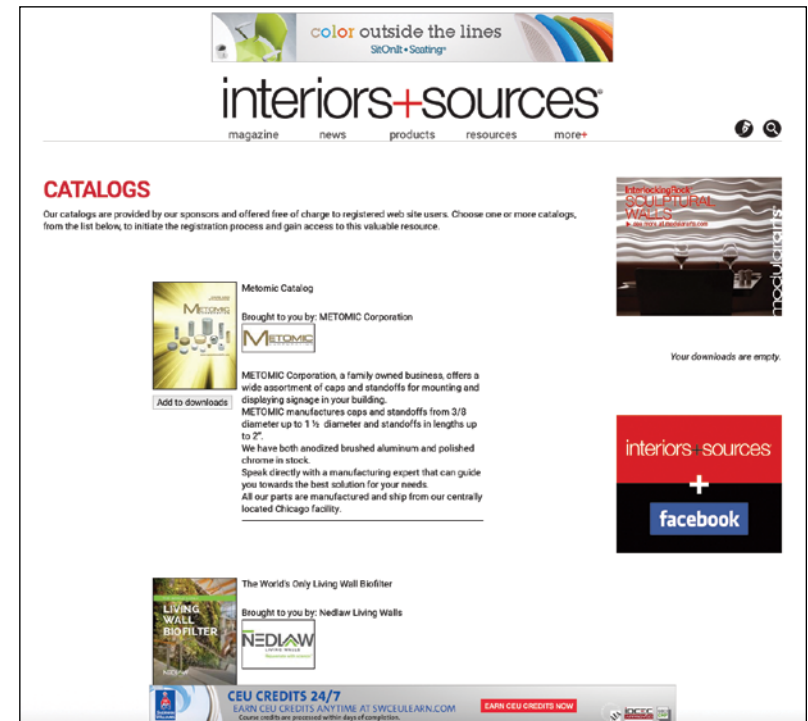 color outside the lines
SitOnIt • Seating
interiors+sources
magazine news products resources more+
CATALOGS
Our catalogs are provided by our sponsors and offered free of charge to registered web site users. Choose one or more catalogs,
from the list below, to initiate the registration process and gain access to this valuable resource.
InterlockingRock
SCULPTURAL
WALLS
see more at modulararts.com
modulararts
Metomic Catalog
Brought to you by: METOMIC Corporation
METOMIC
METOMIC
Add to downloads
METOMIC Corporation, a family owned business, offers a
wide assortment of caps and standoffs for mounting and
displaying signage in your building.
METOMIC manufactures caps and standoffs from 3/8
diameter up to 1 ½ diameter and standoffs in lengths up
to 2”.
We have both anodized brushed aluminum and polished
chrome in stock.
Speak directly with a manufacturing expert that can guide
you towards the best solution for your needs.
All our parts are manufactured and ship from our centrally
located Chicago facility.
Your downloads are empty.
interiors+sources
+
facebook
The World's Only Living Wall Biofilter
Brought to you by: Nedlaw Living Walls
LIVING
WALL
BIOFILTER
NEDLAW
NEDLAW
LIVING WALLS
CEU CREDITS 24/7
EARN CEU CREDITS ANYTIME AT SWCEULEARN.COM
Course credits are processed within days of completion.
EARN CEU CREDITS NOW
IDCEC